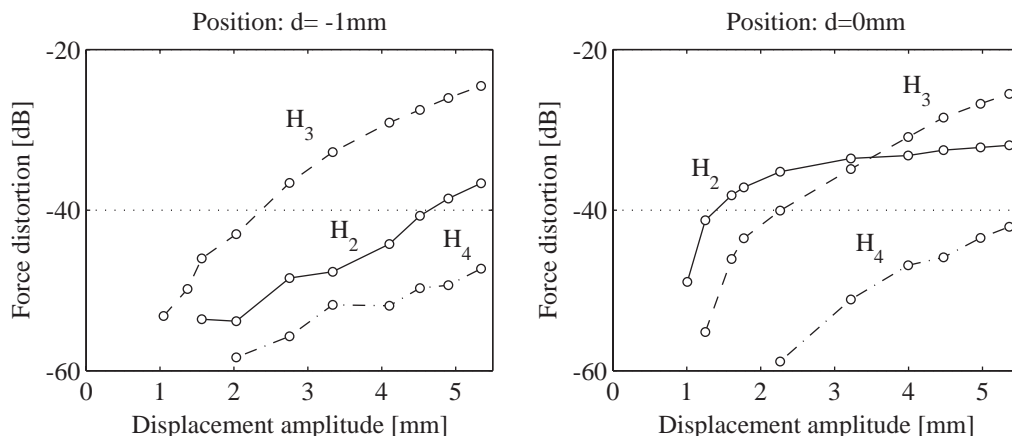 Position: d= -1mm
-20
-40
-60
Force distortion [dB]
H3
H2
H4
0 1 2 3 4 5
Displacement amplitude [mm]
Position: d=0mm
-20
-40
-60
Force distortion [dB]
H3
H2
H4
0 1 2 3 4 5
Displacement amplitude [mm]